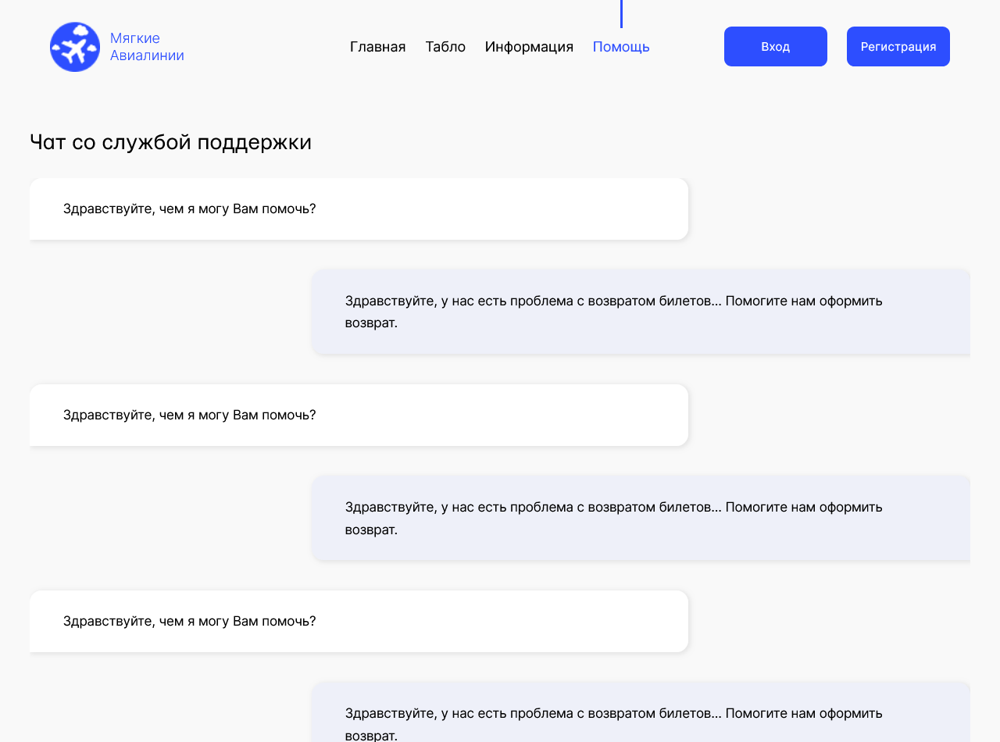 Мягкие
Авиалинии
Главная Табло Информация Помощь Вход Регистрация
Чат со службой поддержки
Здравствуйте, чем я могу Вам помочь?
Здравствуйте, у нас есть проблема с возвратом билетов... Помогите нам оформить
возврат.
Здравствуйте, чем я могу Вам помочь?
Здравствуйте, у нас есть проблема с возвратом билетов... Помогите нам оформить
возврат.
Здравствуйте, чем я могу Вам помочь?
Здравствуйте, у нас есть проблема с возвратом билетов... Помогите нам оформить
возврат.